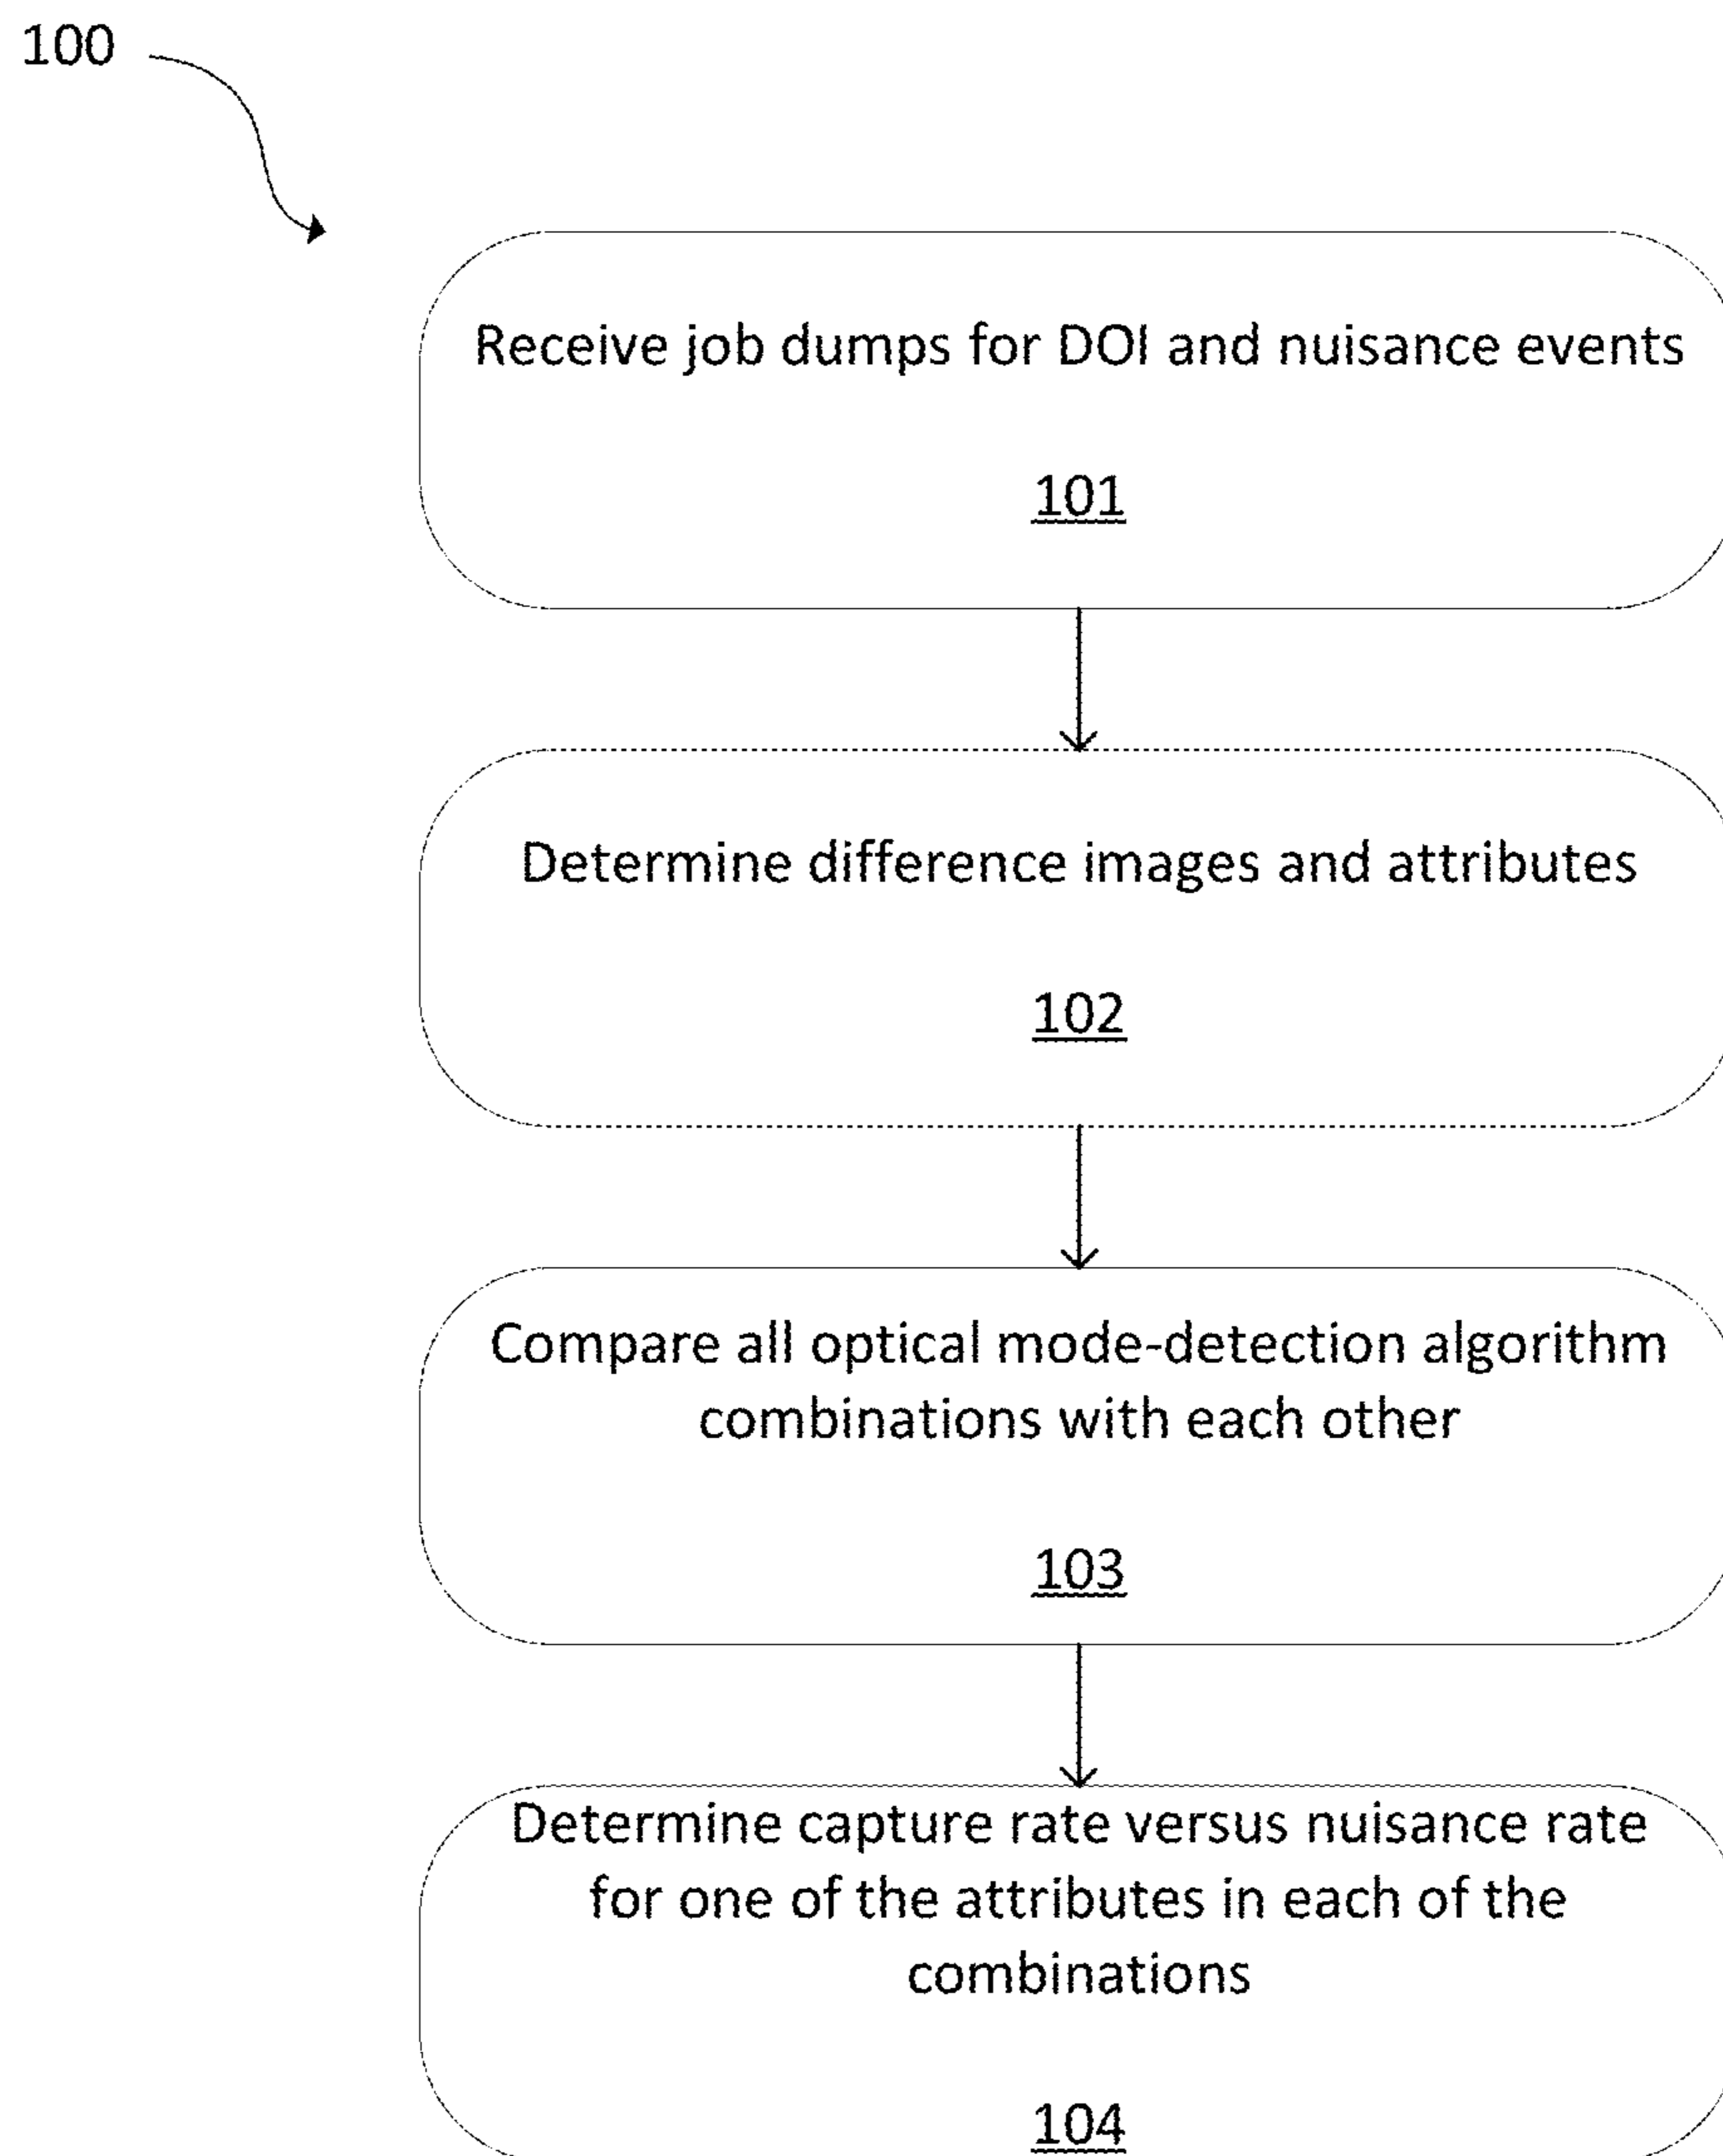 100
Receive job dumps for DOI and nuisance events
101
Determine difference images and attributes
102
Compare all optical mode-detection algorithm
combinations with each other
103
Determine capture rate versus nuisance rate
for one of the attributes in each of the
combinations
104